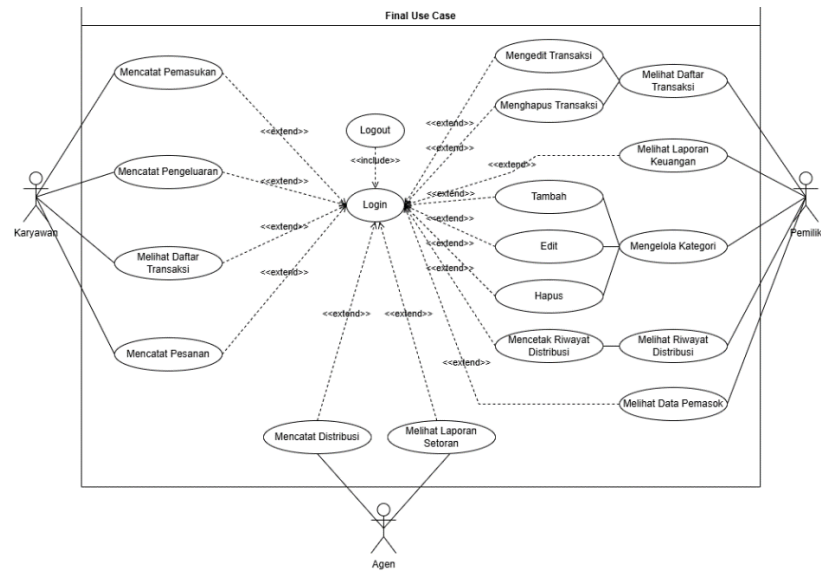 Final Use Case
Mencatat Pemasukan
Mengedit Transaksi
Melihat Daftar
Transaksi
Menghapus Transaksi
<<extend>>
<<extend>>
<<extend>>
Logout
<<include>>
Melihat Laporan
Keuangan
<<extend>>
Mencatat Pengeluaran
<<extend>>
Login
<<extend>>
Tambah
Karyawan
<<extend>>
<<extend>>
Edit
Mengelola Kategori
Pemilik
<<extend>>
Melihat Daftar
Transaksi
<<extend>>
<<extend>>
Hapus
<<extend>>
<<extend>>
Mencatat Pesanan
Mencetak Riwayat
Distribusi
Melihat Riwayat
Distribusi
<<extend>>
Melihat Data Pemasok
Mencatat Distribusi
Melihat Laporan
Setoran
Agen